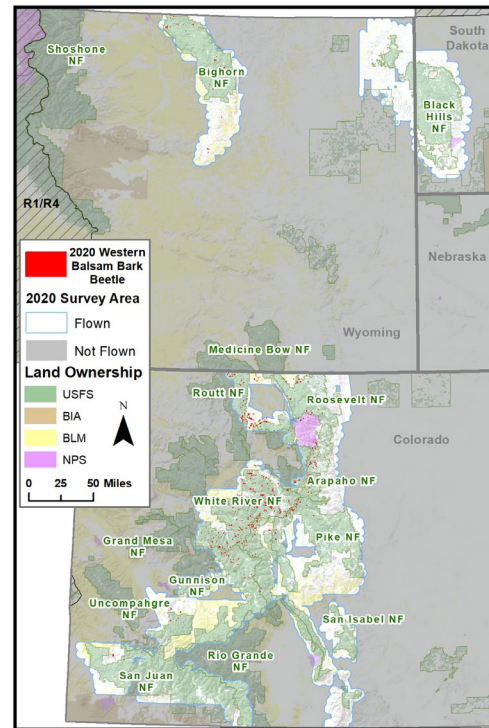 South
Dakota
Shoshone
NF
Bighorn
NF
Black
Hills
NF
R1/R4
Nebraska
Wyoming
2020 Western
Balsam Bark
Beetle
2020 Survey Area
Flown
Not Flown
Land Ownership
USFS
BIA
BLM
NPS
N
0 25 50 Miles
Medicine Bow NF
Routt NF
Roosevelt NF
Colorado
Arapaho NF
White River NF
Grand Mesa
NF
Pike NF
Gunnison
NF
Uncompahgre
NF
San Isabel NF
Rio Grande
NF
San Juan
NF